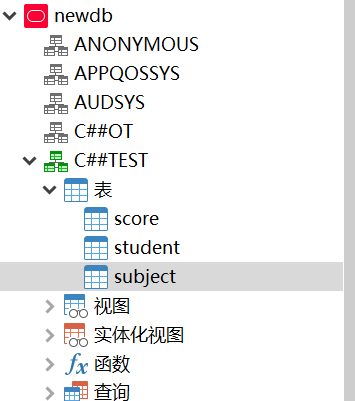 newdb
ANONYMOUS
APPQOSSYS
AUDSYS
C##OT
C##TEST
表
score
student
subject
视图
实体化视图
fx 函数
查询